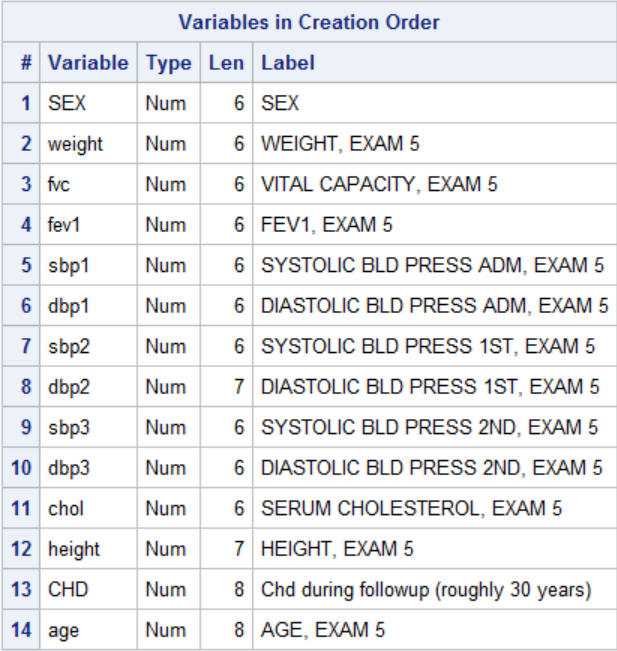 Variables in Creation Order
# Variable Type Len Label
1 SEX Num 6 SEX
2 weight Num 6 WEIGHT, EXAM 5
3 fvc Num 6 VITAL CAPACITY, EXAM 5
4 fev1 Num 6 FEV1, EXAM 5
5 sbp1 Num 6 SYSTOLIC BLD PRESS ADM, EXAM 5
6 dbp1 Num 6 DIASTOLIC BLD PRESS ADM, EXAM 5
7 sbp2 Num 6 SYSTOLIC BLD PRESS 1ST, EXAM 5
8 dbp2 Num 7 DIASTOLIC BLD PRESS 1ST, EXAM 5
9 sbp3 Num 6 SYSTOLIC BLD PRESS 2ND, EXAM 5
10 dbp3 Num 6 DIASTOLIC BLD PRESS 2ND, EXAM 5
11 chol Num 6 SERUM CHOLESTEROL, EXAM 5
12 height Num 7 HEIGHT, EXAM 5
13 CHD Num 8 Chd during followup (roughly 30 years)
14 age Num 8 AGE, EXAM 5